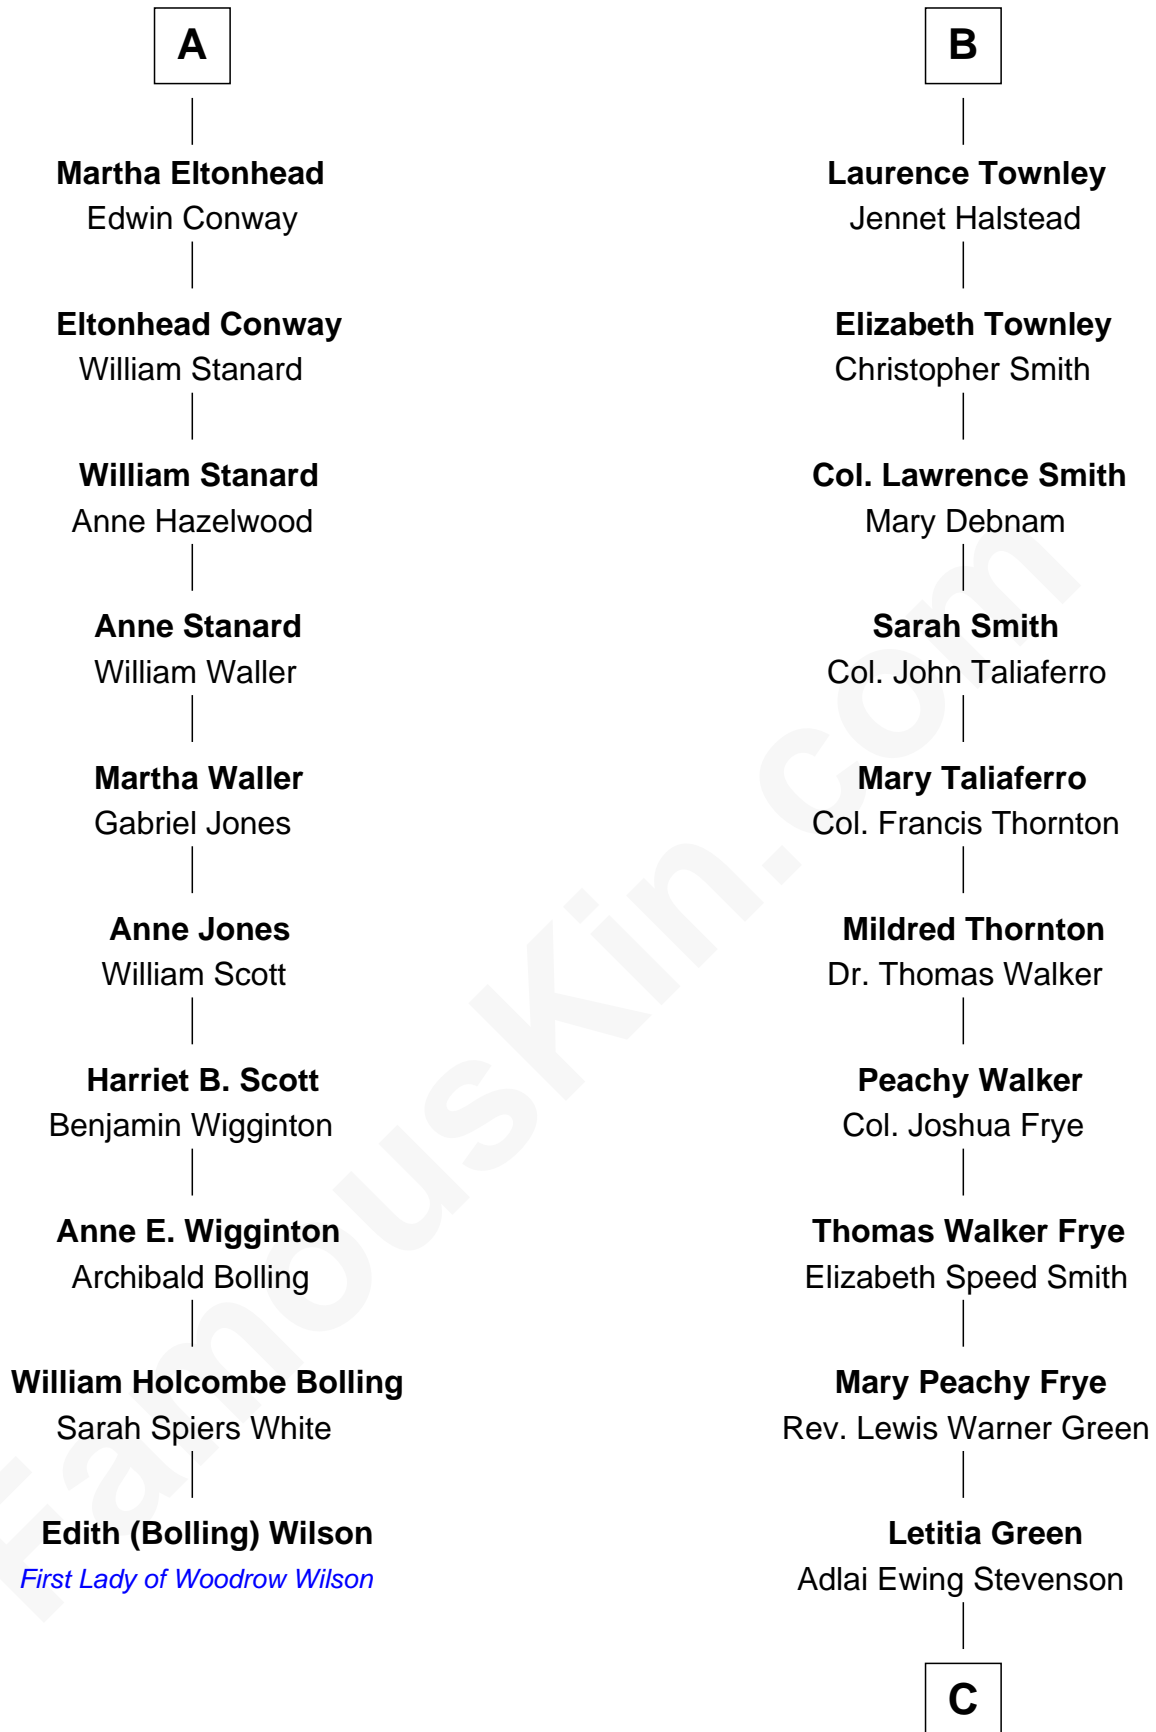 A
Martha Eltonhead
Edwin Conway
Eltonhead Conway
William Stanard
William Stanard
Anne Hazelwood
Anne Stanard
William Waller
Martha Waller
Gabriel Jones
Anne Jones
William Scott
Harriet B. Scott
Benjamin Wigginton
Anne E. Wigginton
Archibald Bolling
William Holcombe Bolling
Sarah Spiers White
Edith (Bolling) Wilson
First Lady of Woodrow Wilson
B
Laurence Townley
Jennet Halstead
Elizabeth Townley
Christopher Smith
Col. Lawrence Smith
Mary Debnam
Sarah Smith
Col. John Taliaferro
Mary Taliaferro
Col. Francis Thornton
Mildred Thornton
Dr. Thomas Walker
Peachy Walker
Col. Joshua Frye
Thomas Walker Frye
Elizabeth Speed Smith
Mary Peachy Frye
Rev. Lewis Warner Green
Letitia Green
Adlai Ewing Stevenson
C
FamousKin.com